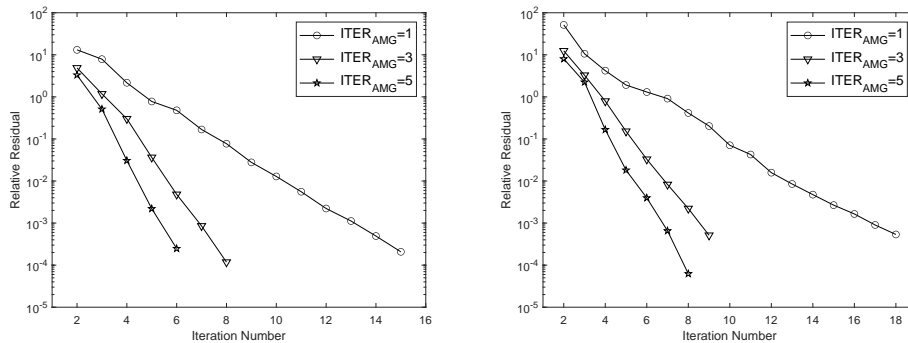 10^2
10^1
10^0
10^-1
10^-2
10^-3
10^-4
10^-5
Relative Residual
2 4 6 8 10 12 14 16
Iteration Number
ITER_AMG=1
ITER_AMG=3
ITER_AMG=5
10^2
10^1
10^0
10^-1
10^-2
10^-3
10^-4
10^-5
Relative Residual
2 4 6 8 10 12 14 16 18
Iteration Number
ITER_AMG=1
ITER_AMG=3
ITER_AMG=5